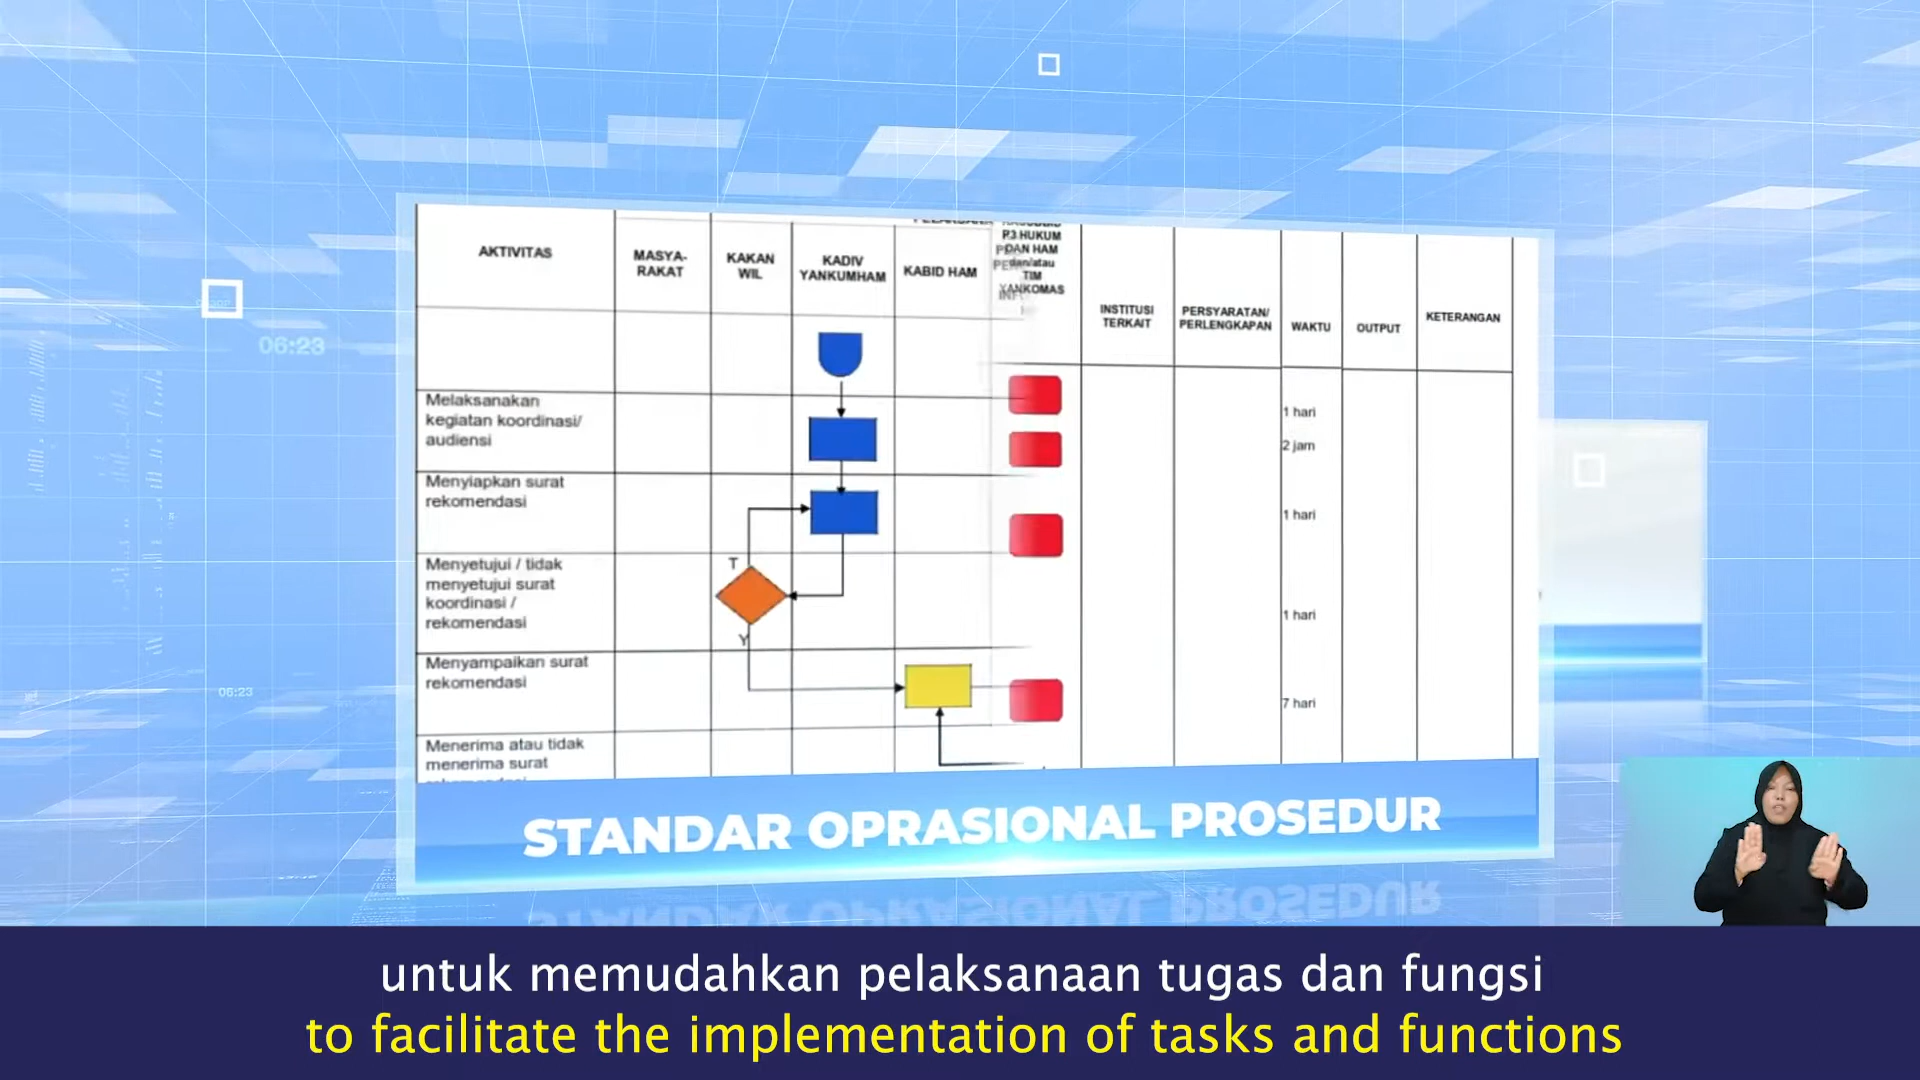 06:23
06:23
AKTIVITAS
MASYA-
RAKAT
KAKAN
WIL
KADIV
YANKUMHAM
KABID HAM
P3 HUKUM
DAN HAM
dan/atau
TIM
YANKOMAS
INSTITUSI
TERKAIT
PERSYARATAN/
PERLENGKAPAN
WAKTU
OUTPUT
KETERANGAN
Melaksanakan
kegiatan koordinasi/
audiensi
1 hari
2 jam
Menyiapkan surat
rekomendasi
1 hari
Menyetujui / tidak
menyetujui surat
koordinasi /
rekomendasi
T
Y
1 hari
Menyampaikan surat
rekomendasi
7 hari
Menerima atau tidak
menerima surat
STANDAR OPRASIONAL PROSEDUR
untuk memudahkan pelaksanaan tugas dan fungsi
to facilitate the implementation of tasks and functions